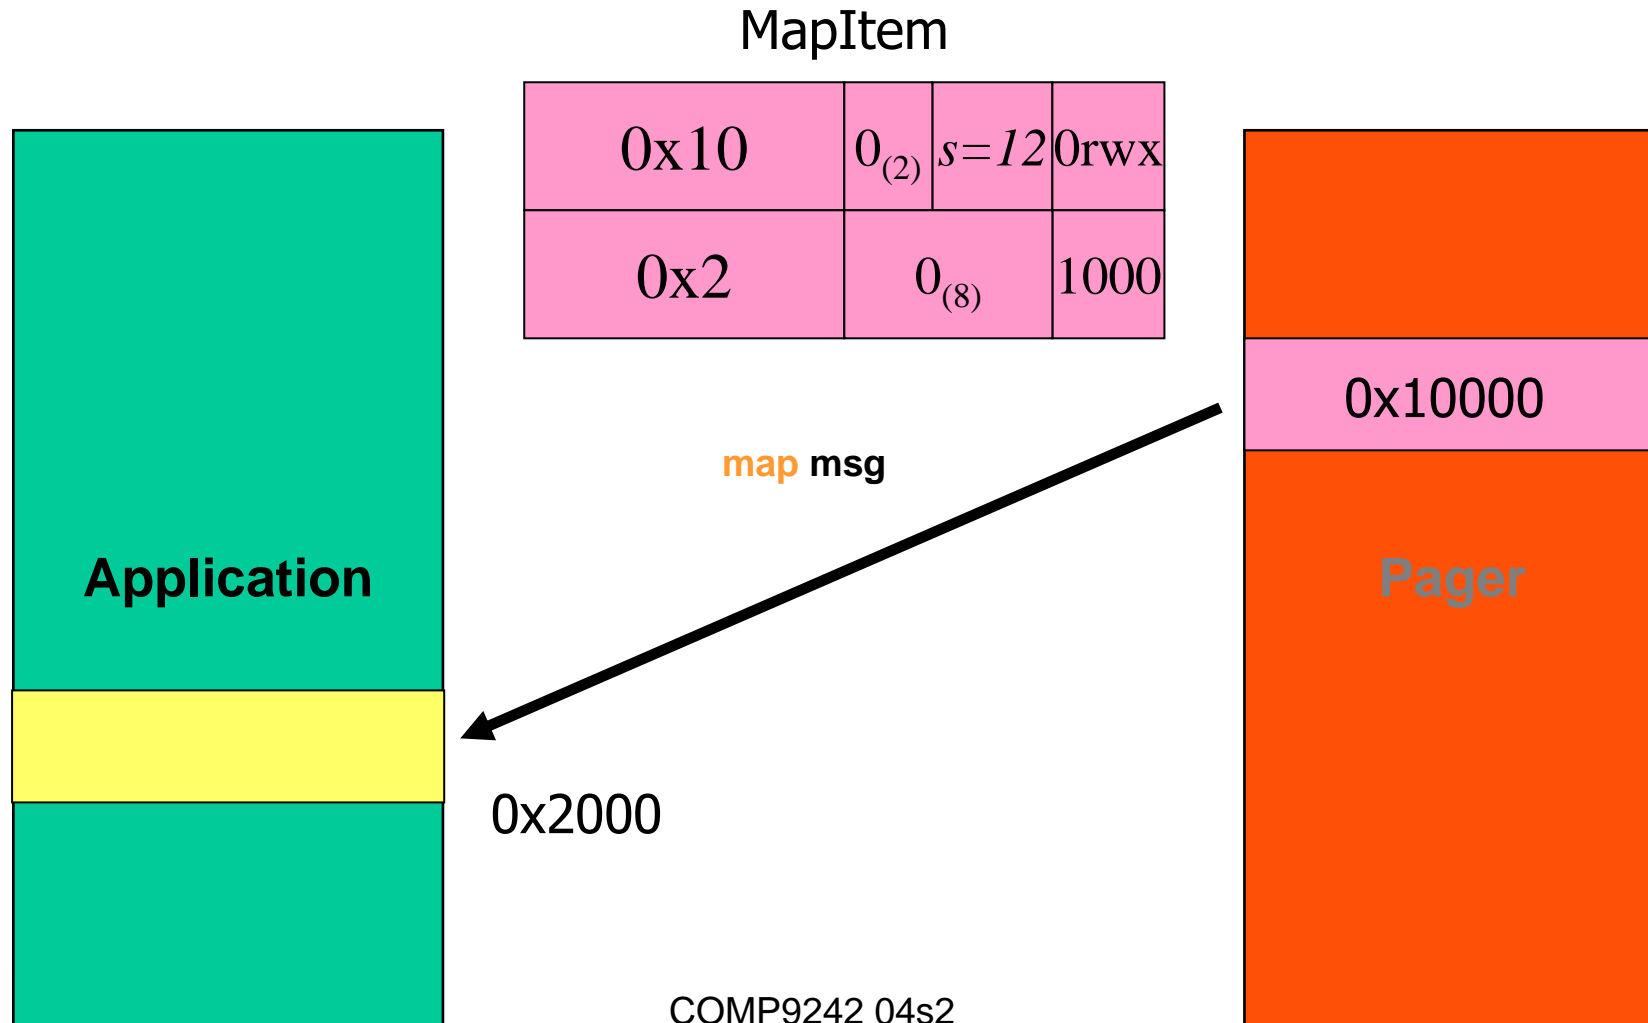 MapItem
0x10 0(2) s=12 0rwx
0x2 0(8) 1000
0x10000
map msg
Application
Pager
0x2000
COMP9242 04s2